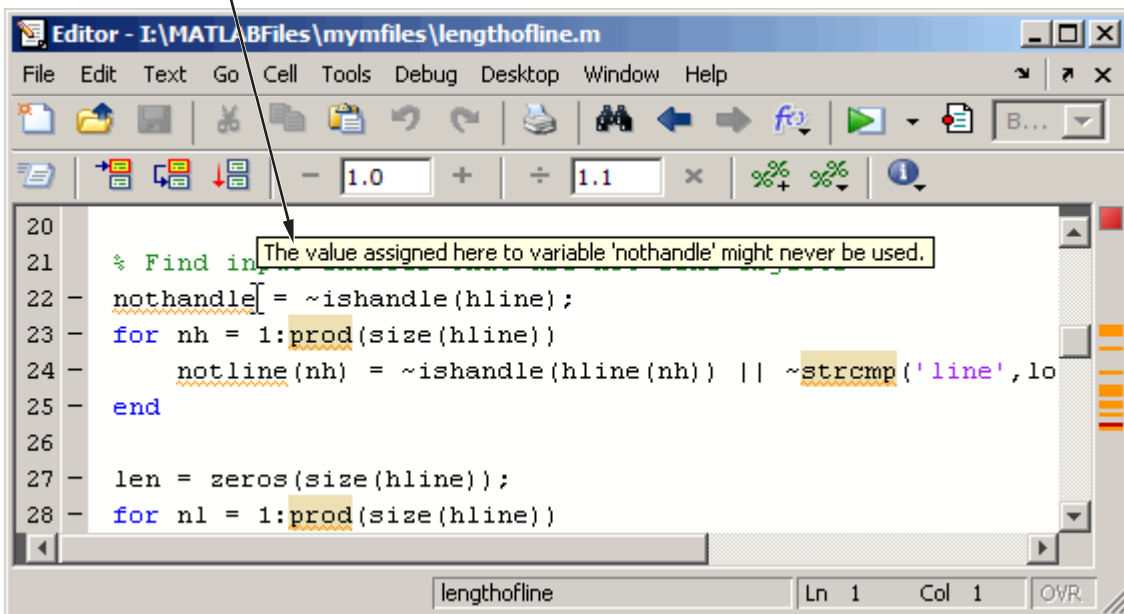 Editor - I:\MATLABFiles\mymfiles\lengthofline.m
File Edit Text Go Cell Tools Debug Desktop Window Help
B...
1.0 + ÷ 1.1 ×
20
The value assigned here to variable 'nothandle' might never be used.
21 % Find
22 – nothandle = ~ishandle(hline);
23 – for nh = 1:prod(size(hline))
24 – notline(nh) = ~ishandle(hline(nh)) || ~strcmp('line',lo
25 – end
26
27 – len = zeros(size(hline));
28 – for nl = 1:prod(size(hline))
lengthofline Ln 1 Col 1 OVR